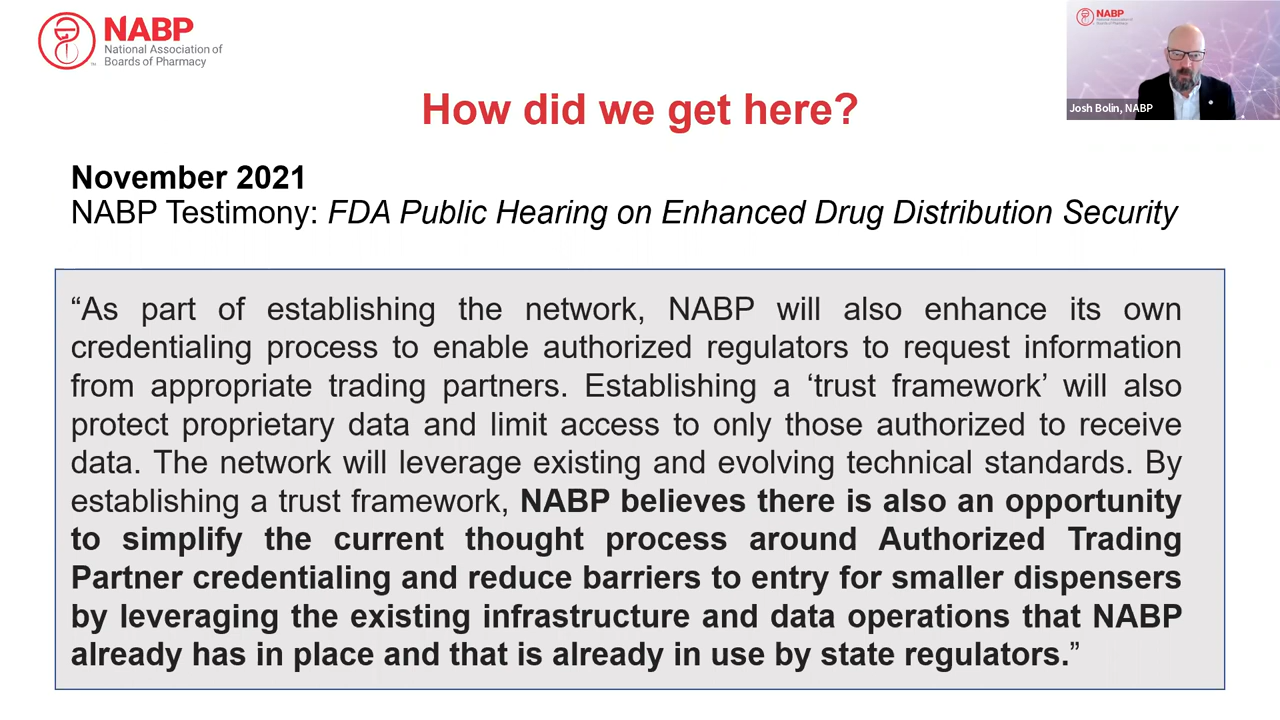 NABP
National Association of
Boards of Pharmacy
NABP
Josh Bolin, NABP
How did we get here?
November 2021
NABP Testimony: FDA Public Hearing on Enhanced Drug Distribution Security
“As part of establishing the network, NABP will also enhance its own
credentialing process to enable authorized regulators to request information
from appropriate trading partners. Establishing a ‘trust framework’ will also
protect proprietary data and limit access to only those authorized to receive
data. The network will leverage existing and evolving technical standards. By
establishing a trust framework, NABP believes there is also an opportunity
to simplify the current thought process around Authorized Trading
Partner credentialing and reduce barriers to entry for smaller dispensers
by leveraging the existing infrastructure and data operations that NABP
already has in place and that is already in use by state regulators.”